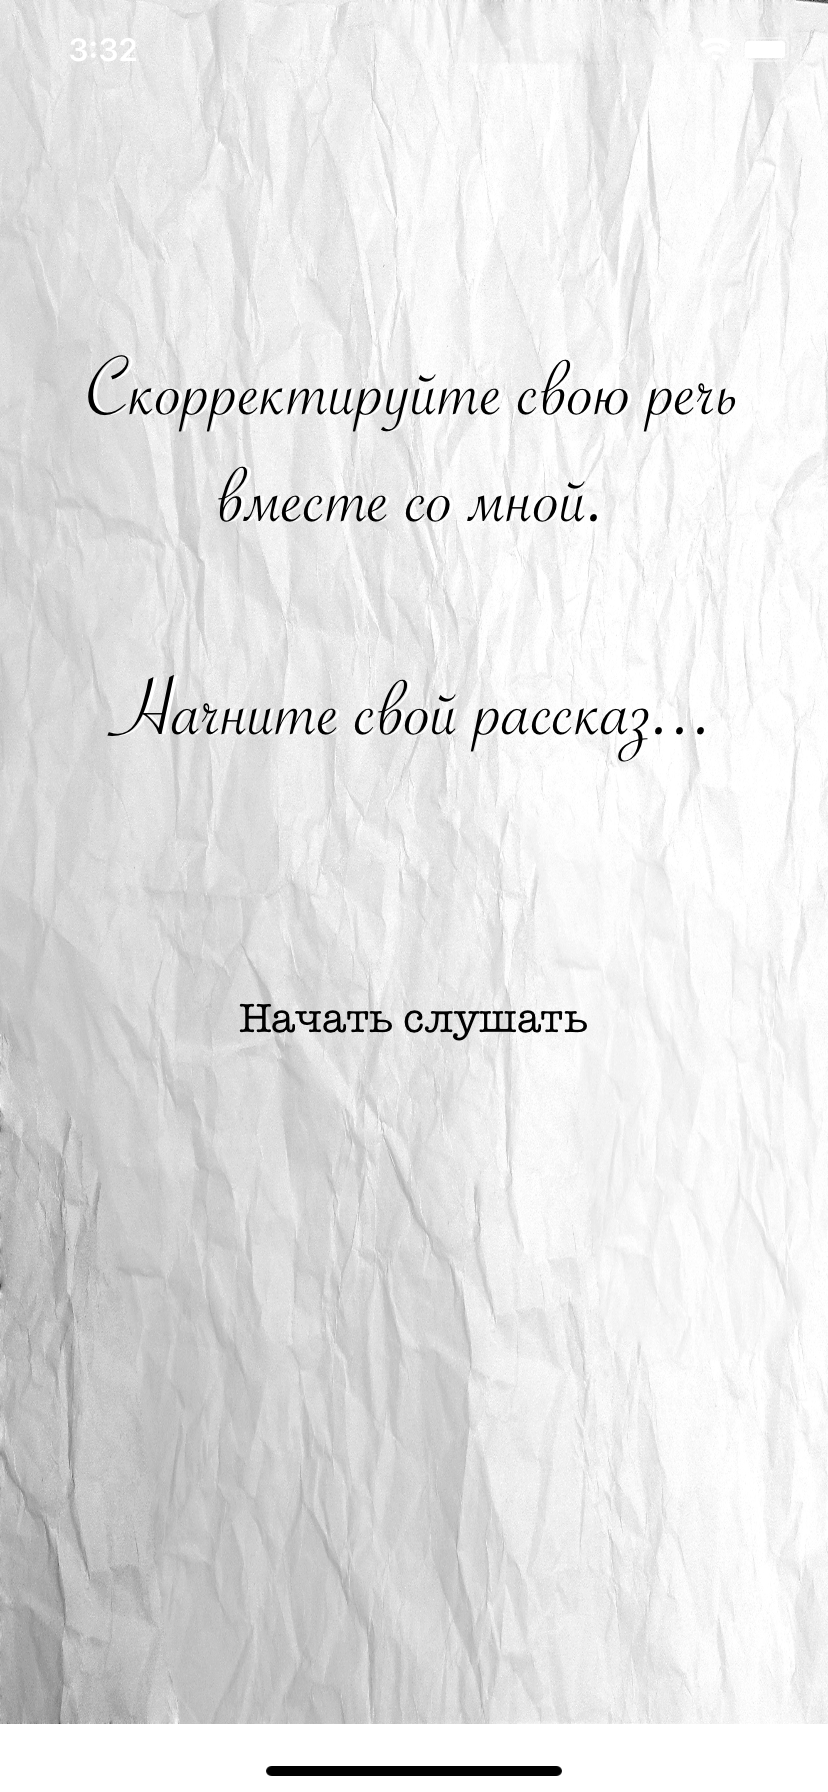 3:32
Скорректируйте свою речь
вместе со мной.
Начните свой рассказ...
Начать слушать